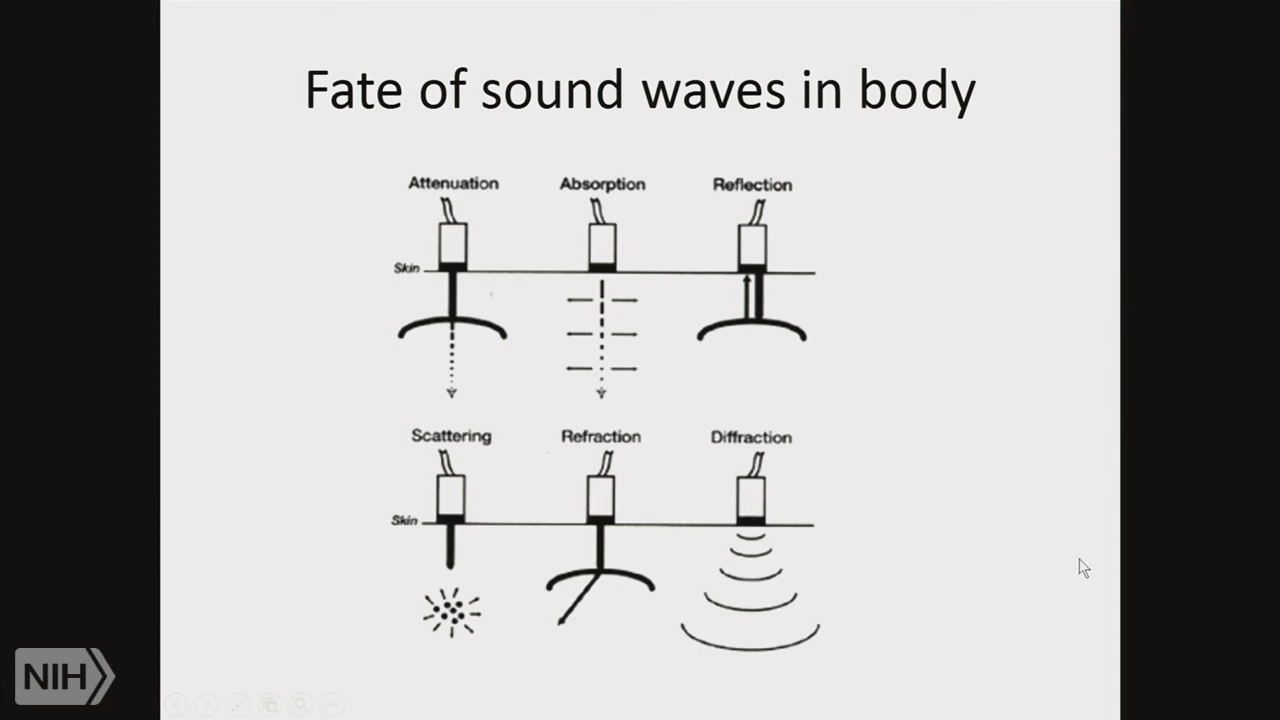 Fate of sound waves in body
Attenuation Absorption Reflection
Skin
Scattering Refraction Diffraction
Skin
NIH